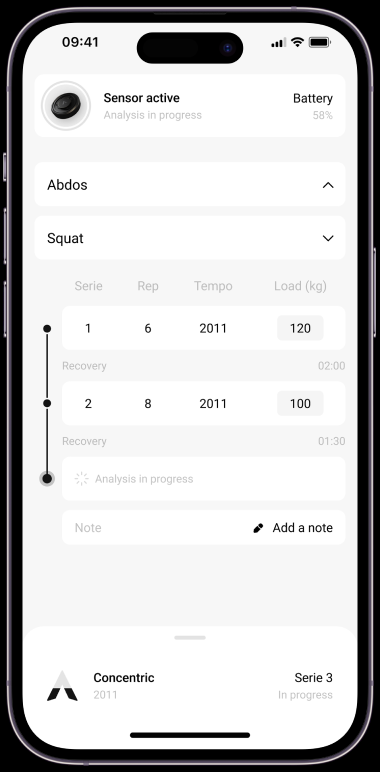 09:41
Sensor active Battery
Analysis in progress 58%
Abdos
Squat
Serie Rep Tempo Load (kg)
1 6 2011 120
Recovery 02:00
2 8 2011 100
Recovery 01:30
Analysis in progress
Note Add a note
Concentric Serie 3
2011 In progress